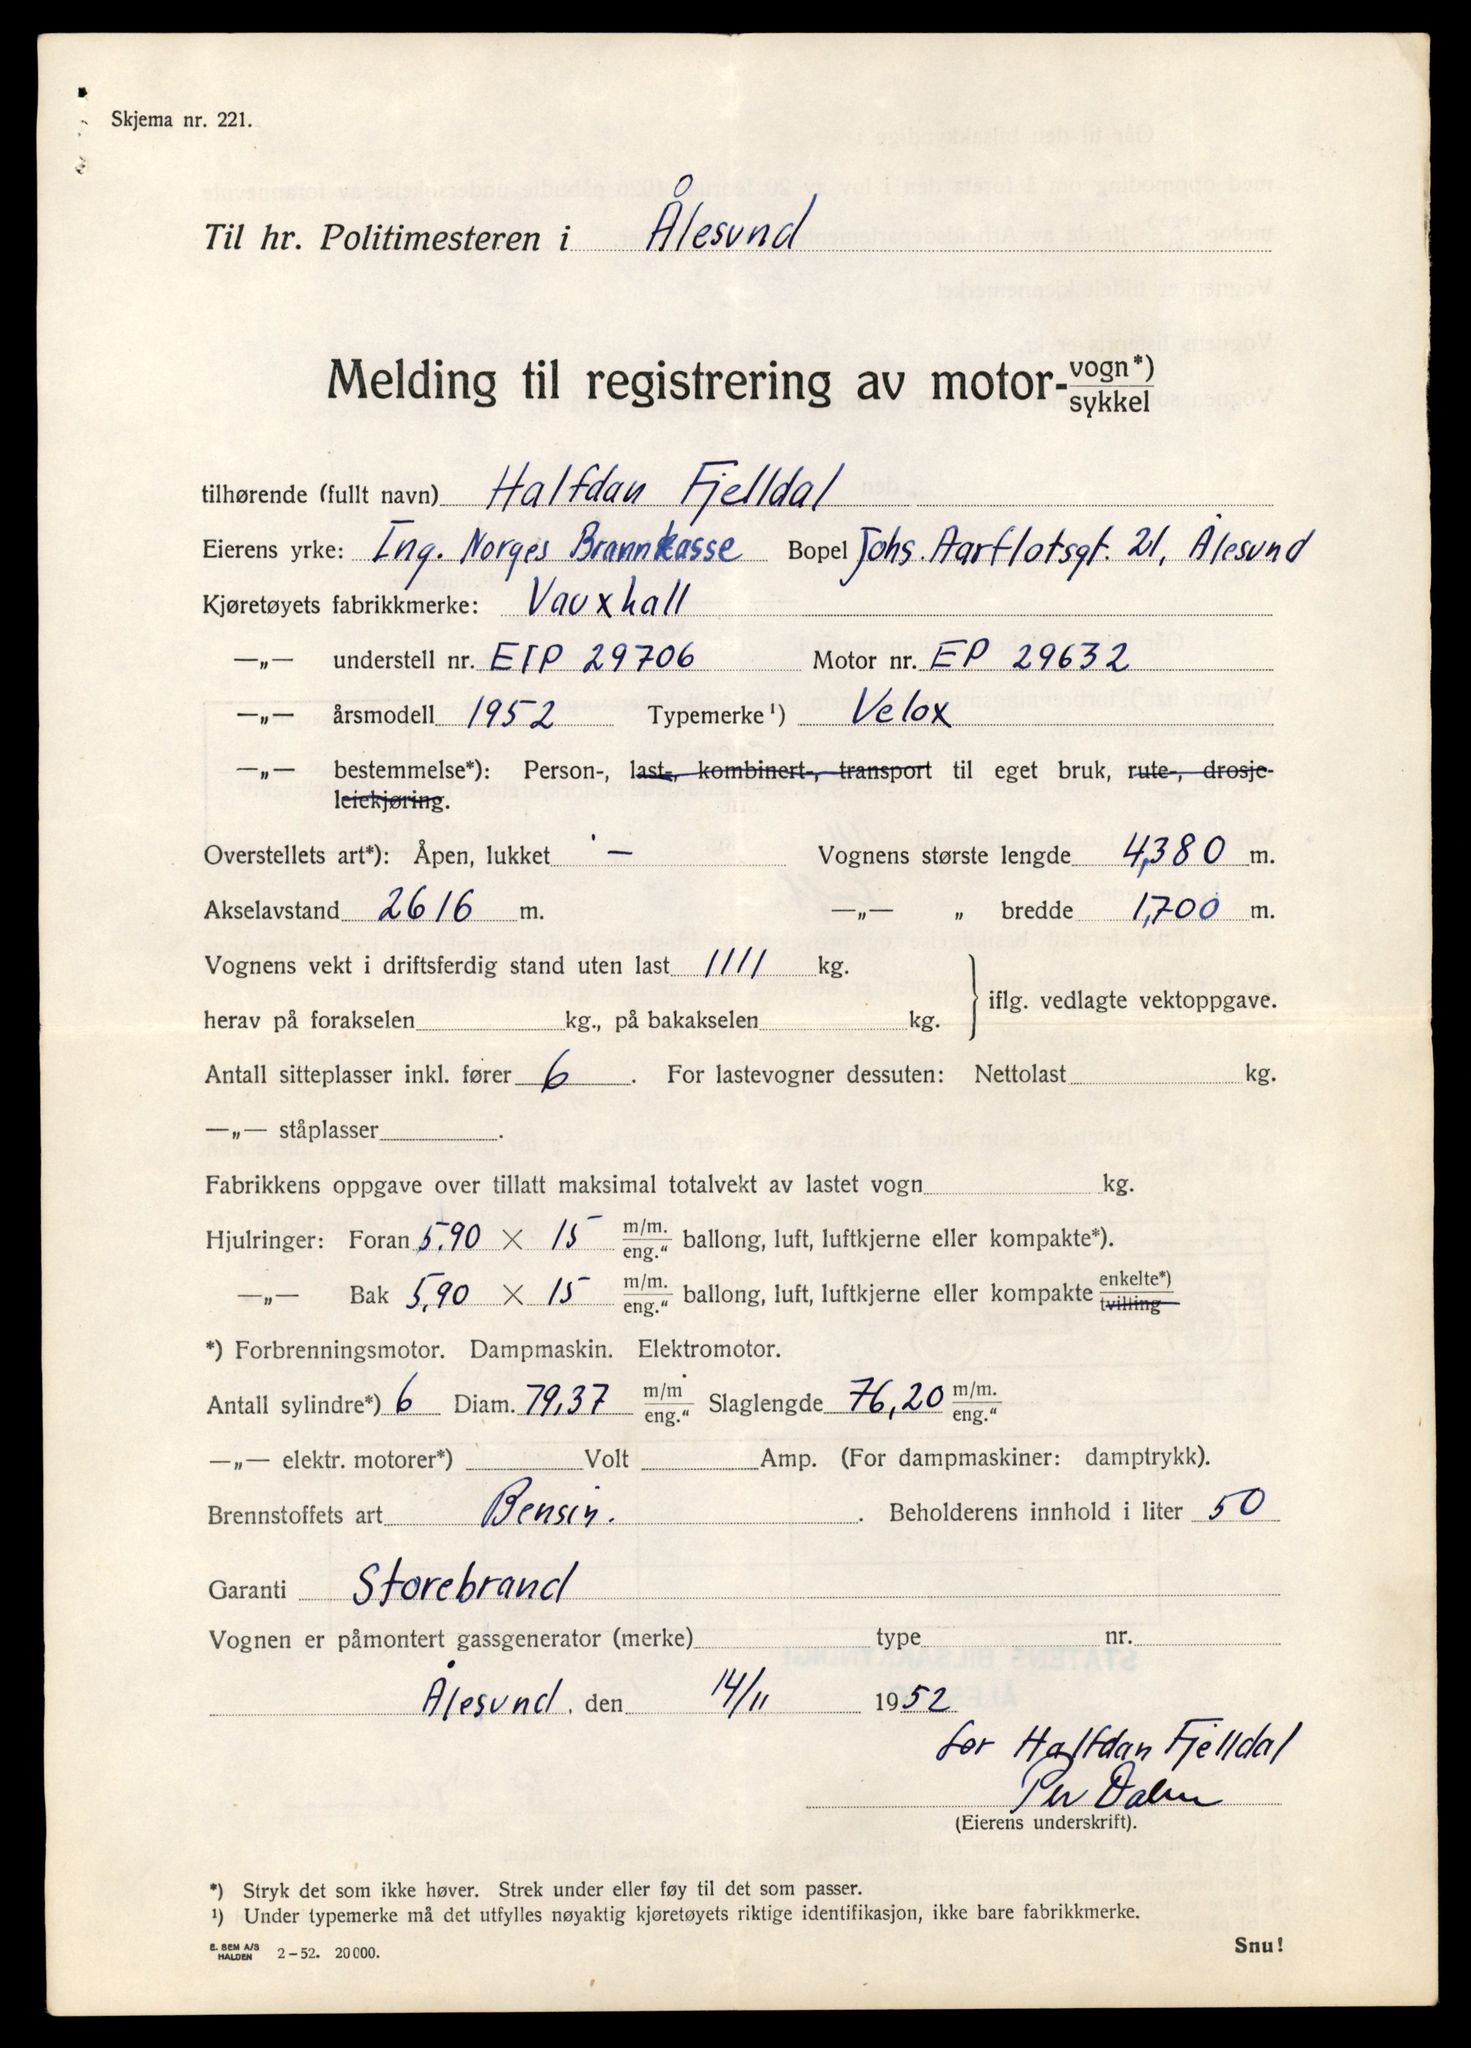 Skjema nr. 221.
Til hr. Politimesteren i Ålesund
Melding til registrering av motor- vogn*) sykkel
tilhørende (fullt navn) Halfdan Fjelldal
Eierens yrke: Ing. Norges Brannkasse Bopel Johs. Aarflotsgt. 21, Ålesund
Kjøretøyets fabrikkmerke: Vauxhall
—„— understell nr. EIP 29706 Motor nr. EP 29632
—„— årsmodell 1952 Typemerke¹) Velox
—„— bestemmelse*): Person-, last-, kombinert-, transport til eget bruk, rute-, drosje-
leiekjøring.
Overstellets art*): Åpen, lukket — Vognens største lengde 4,380 m.
Akselavstand 2616 m. —„— „ bredde 1,700 m.
Vognens vekt i driftsferdig stand uten last 1111 kg.
herav på forakselen kg., på bakakselen kg. iflg. vedlagte vektoppgave.
Antall sitteplasser inkl. fører 6. For lastevogner dessuten: Nettolast kg.
—„— ståplasser .
Fabrikkens oppgave over tillatt maksimal totalvekt av lastet vogn kg.
Hjulringer: Foran 5.90 × 15 m/m. eng.“ ballong, luft, luftkjerne eller kompakte*).
—„— Bak 5,90 × 15 m/m. eng.“ ballong, luft, luftkjerne eller kompakte enkelte*) tvilling
*) Forbrenningsmotor. Dampmaskin. Elektromotor.
Antall sylindre*) 6 Diam. 79,37 m/m eng.“ Slaglengde 76,20 m/m. eng.“
—„— elektr. motorer*) Volt Amp. (For dampmaskiner: damptrykk).
Brennstoffets art Bensin. . Beholderens innhold i liter 50
Garanti Storebrand
Vognen er påmontert gassgenerator (merke) type nr.
Ålesund, den 14/11 1952
for Halfdan Fjelldal
Per
(Eierens underskrift).
*) Stryk det som ikke høver. Strek under eller føy til det som passer.
¹) Under typemerke må det utfylles nøyaktig kjøretøyets riktige identifikasjon, ikke bare fabrikkmerke.
E. SEM A/S HALDEN 2–52. 20000. Snu!